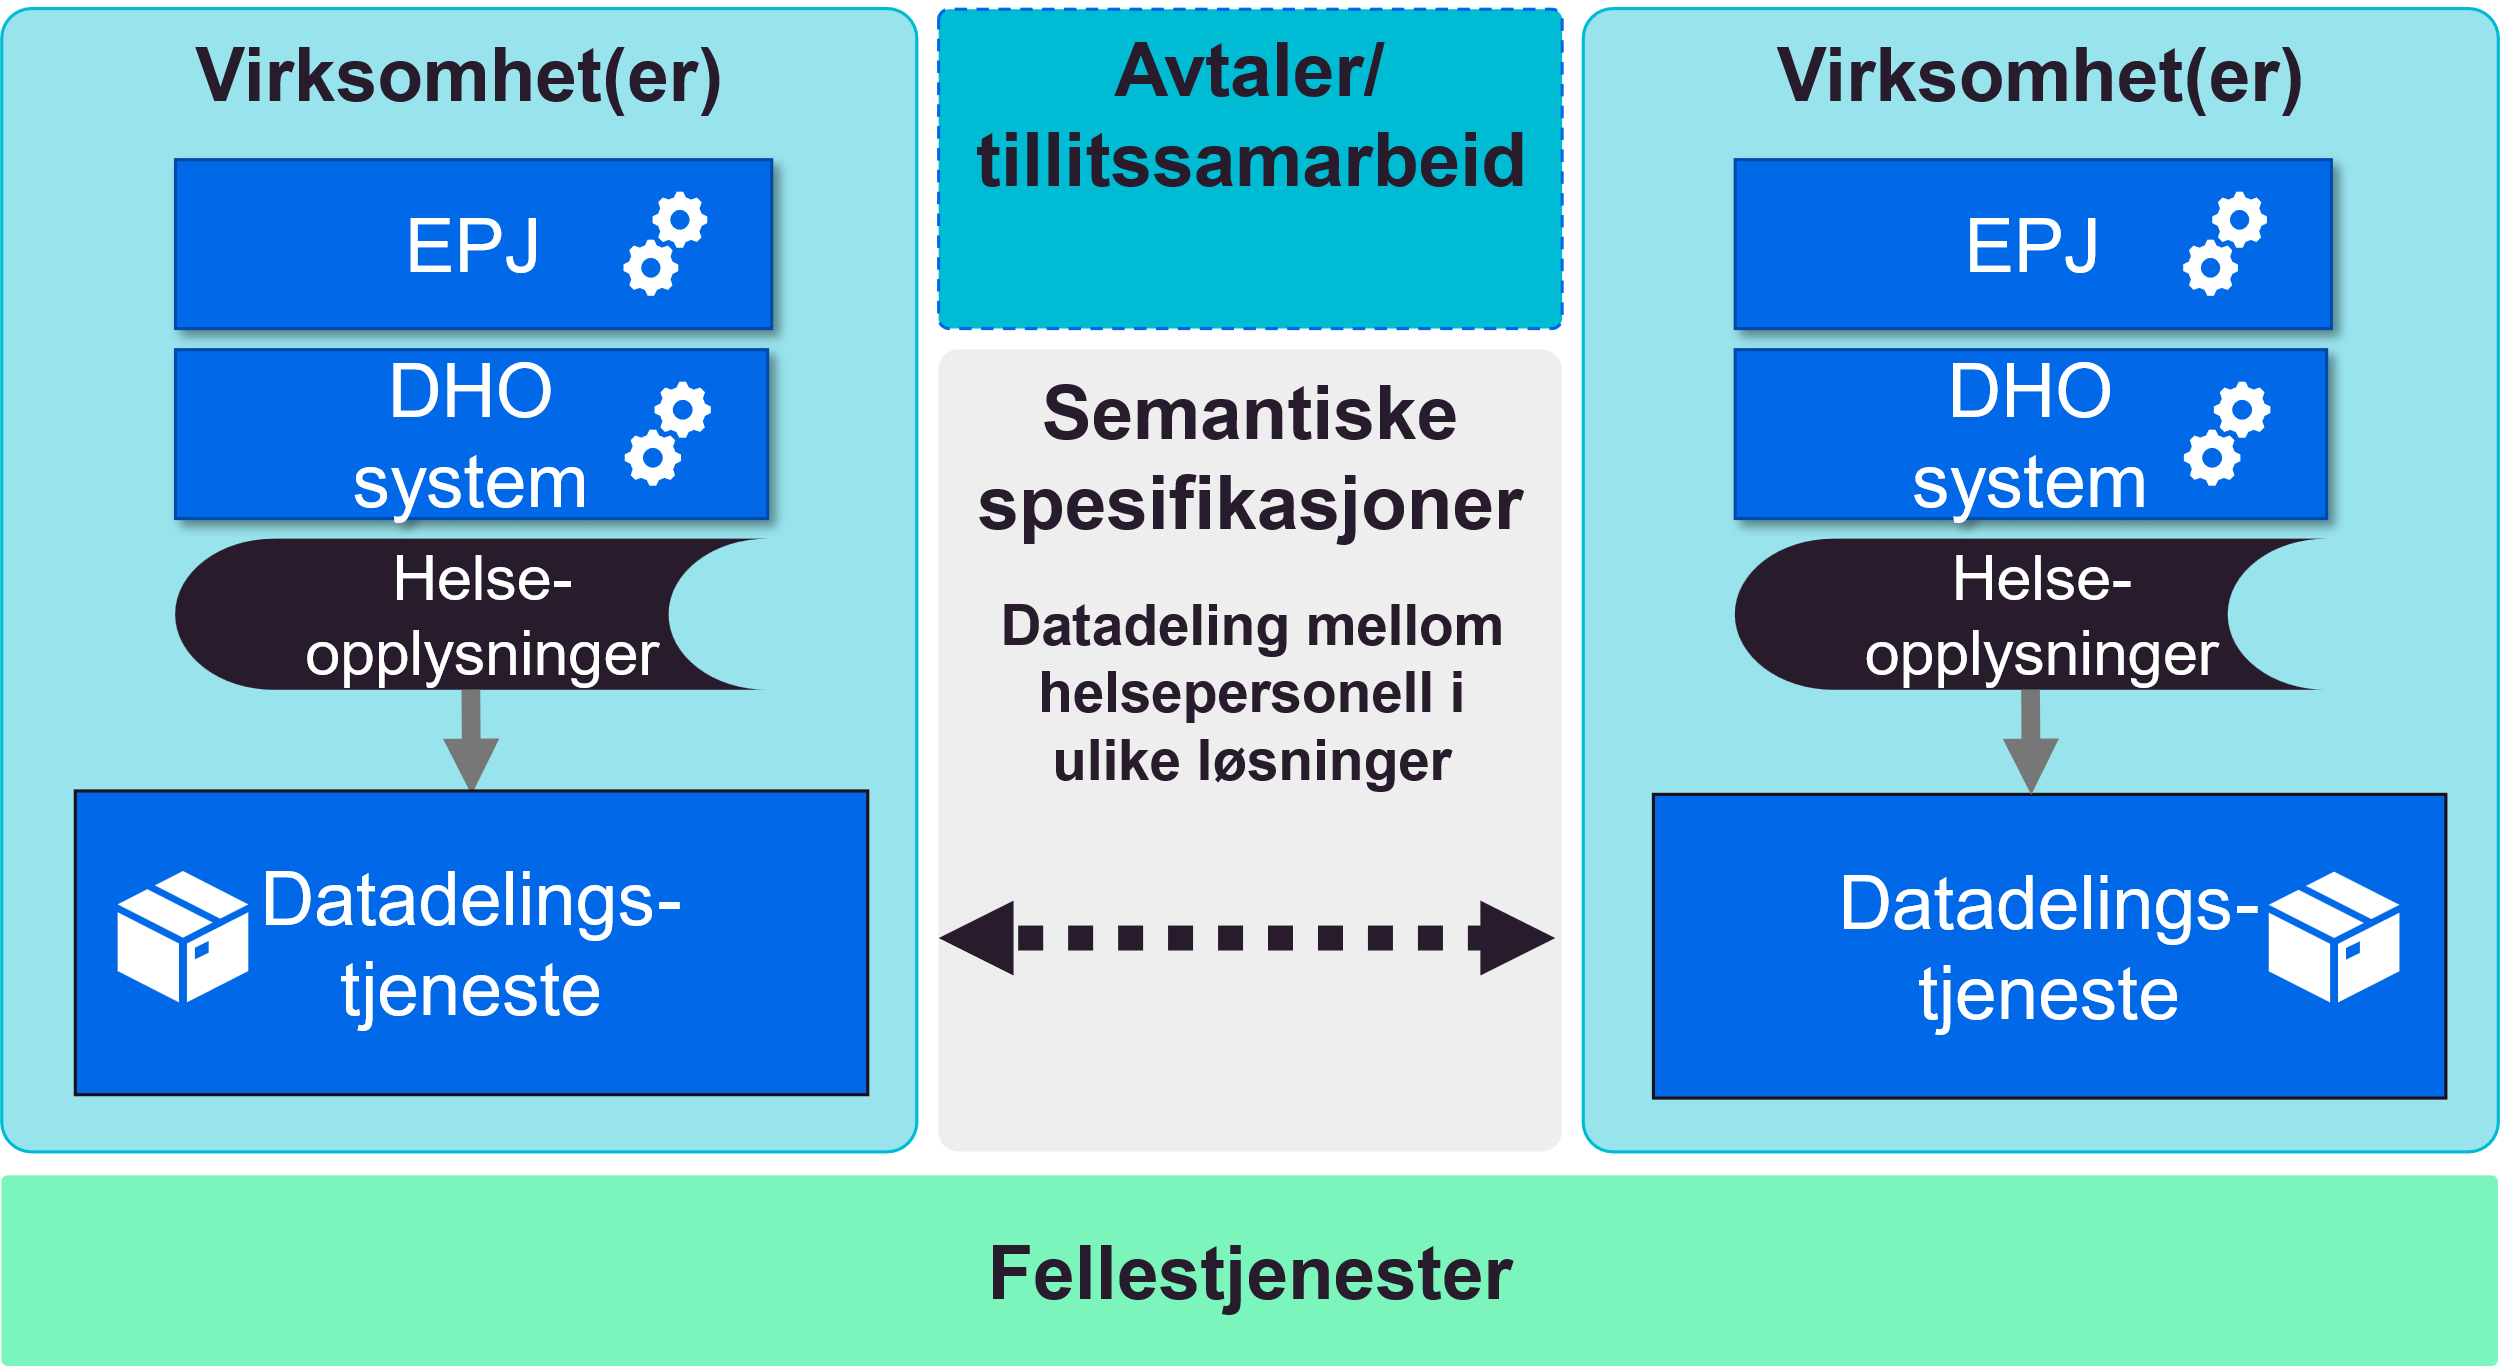 Virksomhet(er)
EPJ
DHO
system
Helse-
opplysninger
Datadelings-
tjeneste
Avtaler/
tillitssamarbeid
Semantiske
spesifikasjoner
Datadeling mellom
helsepersonell i
ulike løsninger
Virksomhet(er)
EPJ
DHO
system
Helse-
opplysninger
Datadelings-
tjeneste
Fellestjenester